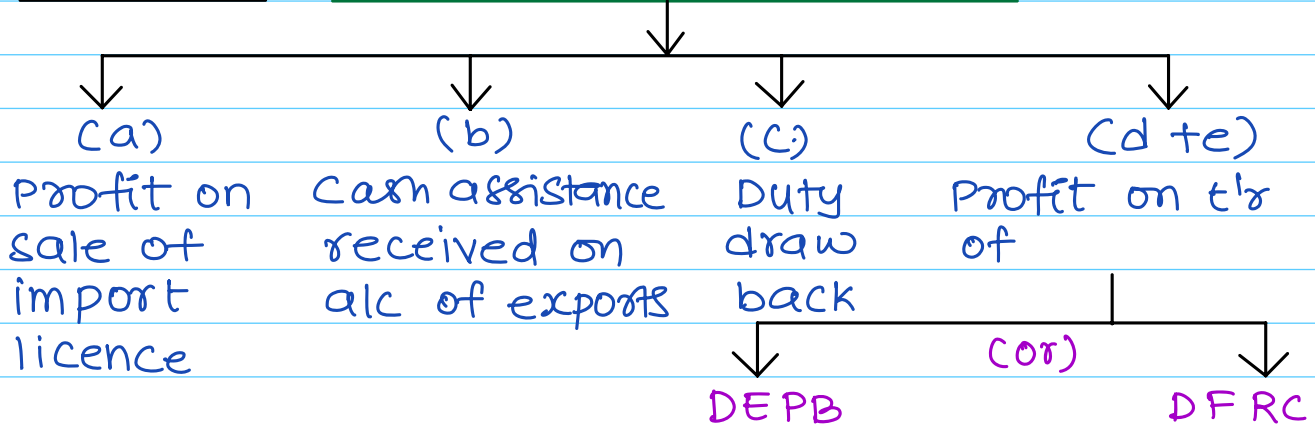 (a) (b) (c) (d +e)
Profit on Cash assistance Duty Profit on t'r
sale of received on draw of
import a/c of exports back
licence (or)
DEPB DFRC